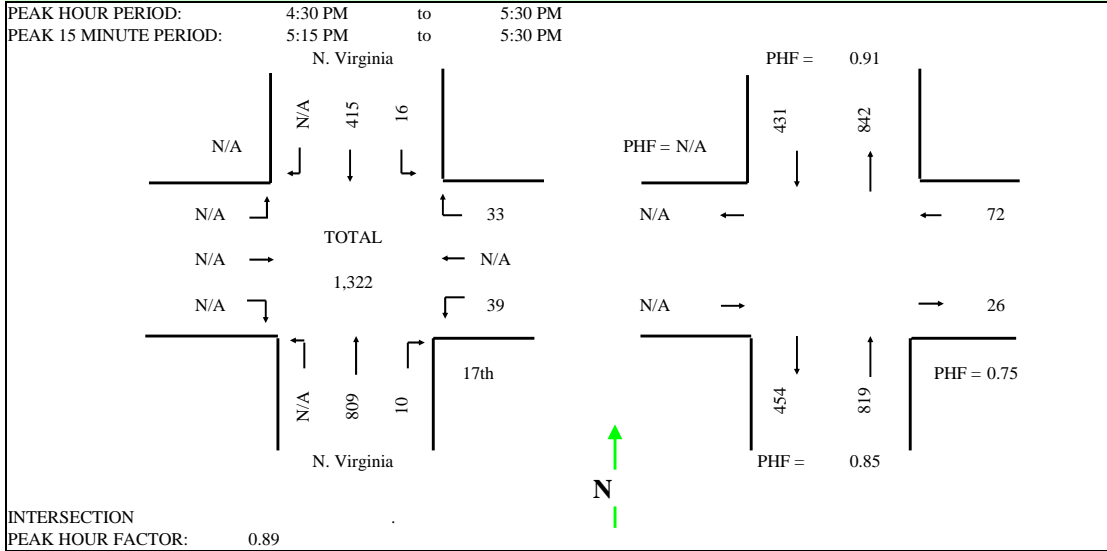 PEAK HOUR PERIOD: 4:30 PM to 5:30 PM
PEAK 15 MINUTE PERIOD: 5:15 PM to 5:30 PM
N. Virginia PHF = 0.91
N/A 415 16 431 842
N/A PHF = N/A
N/A 33 N/A 72
TOTAL
N/A N/A
1,322
N/A 39 N/A 26
17th PHF = 0.75
N/A 809 10 454 819
N. Virginia PHF = 0.85
N
INTERSECTION .
PEAK HOUR FACTOR: 0.89